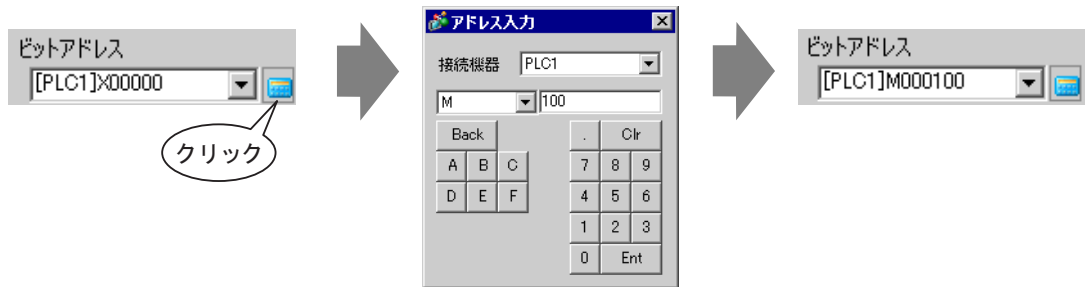 ビットアドレス
[PLC1]X00000
クリック
アドレス入力
接続機器 PLC1
M 100
Back . Clr
A B C 7 8 9
D E F 4 5 6
1 2 3
0 Ent
ビットアドレス
[PLC1]M000100